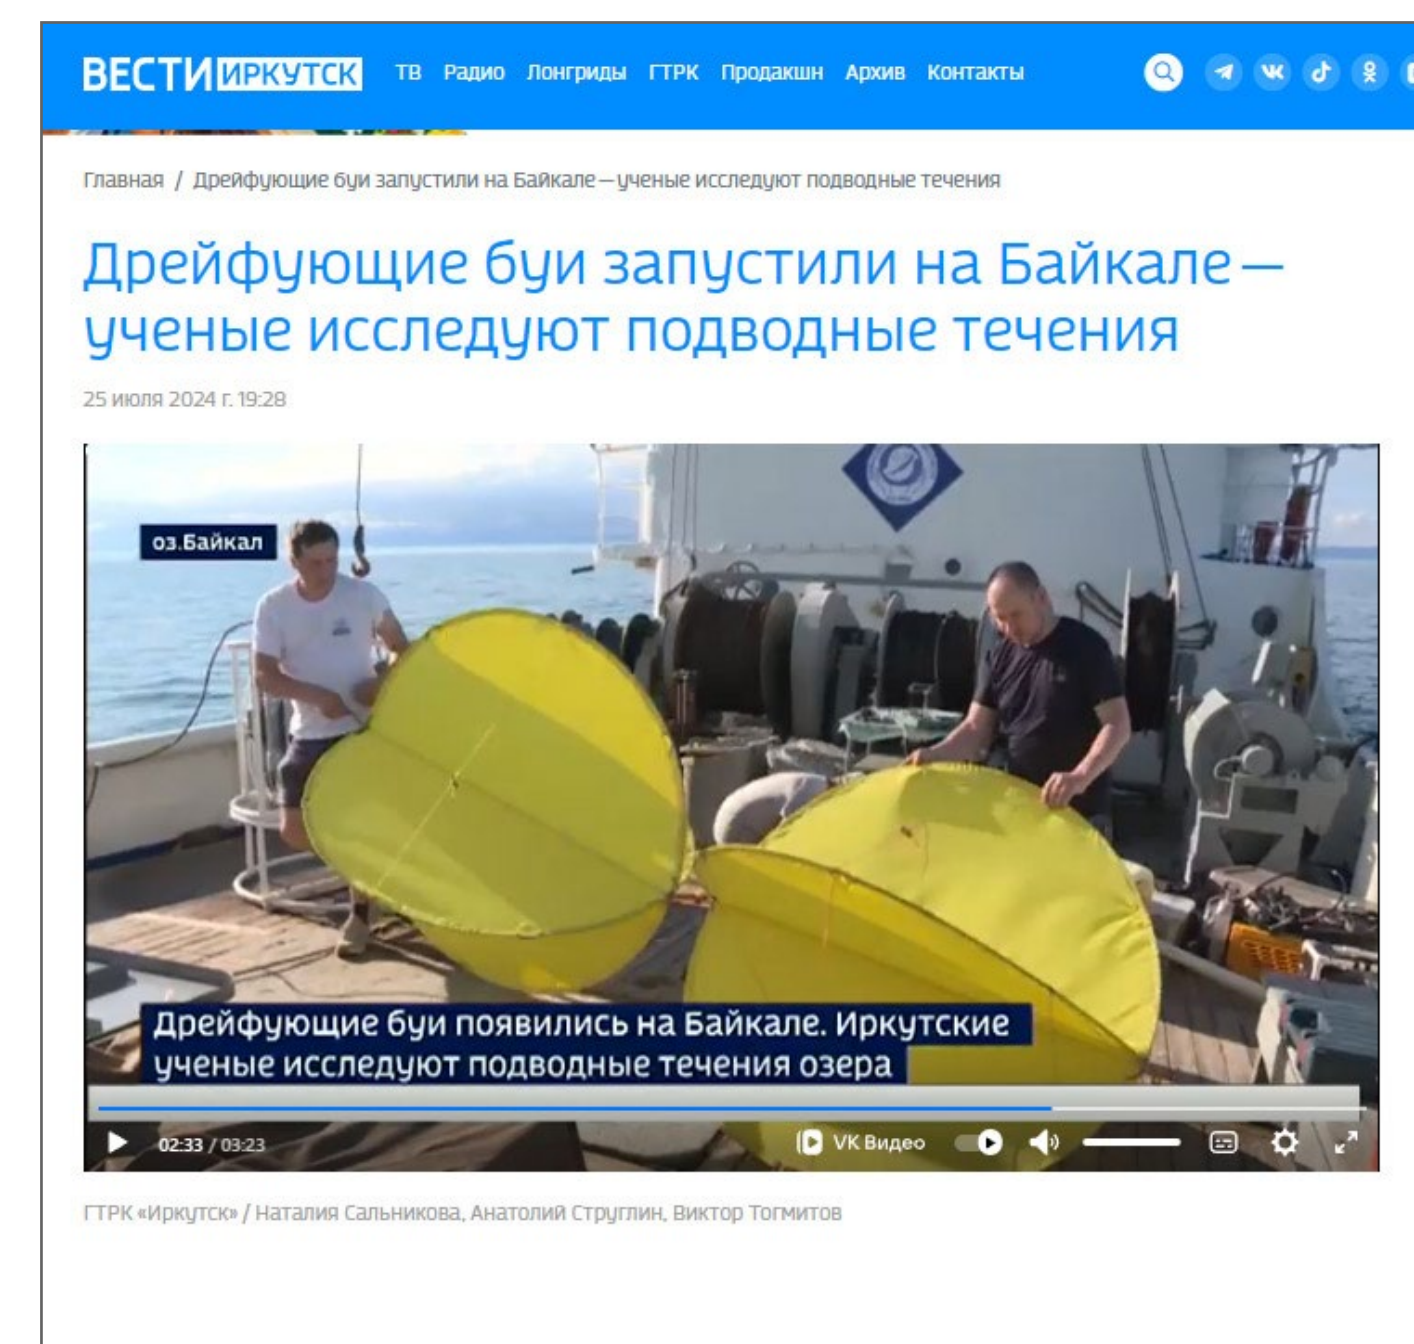 ВЕСТИ ИРКУТСК ТВ Радио Лонгриды ГТРК Продакшн Архив Контакты
Главная / Дрейфующие буи запустили на Байкале — ученые исследуют подводные течения
Дрейфующие буи запустили на Байкале —
ученые исследуют подводные течения
25 июля 2024 г. 19:28
оз.Байкал
Дрейфующие буи появились на Байкале. Иркутские
ученые исследуют подводные течения озера
02:33 / 03:23 VK Видео
ГТРК «Иркутск» / Наталия Сальникова, Анатолий Струглин, Виктор Тогмитов